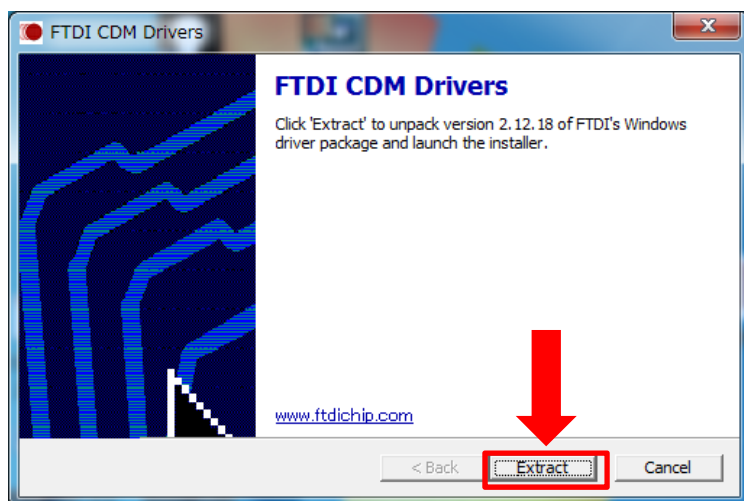 FTDI CDM Drivers
FTDI CDM Drivers
Click 'Extract' to unpack version 2.12.18 of FTDI's Windows
driver package and launch the installer.
www.ftdichip.com
< Back
Extract
Cancel